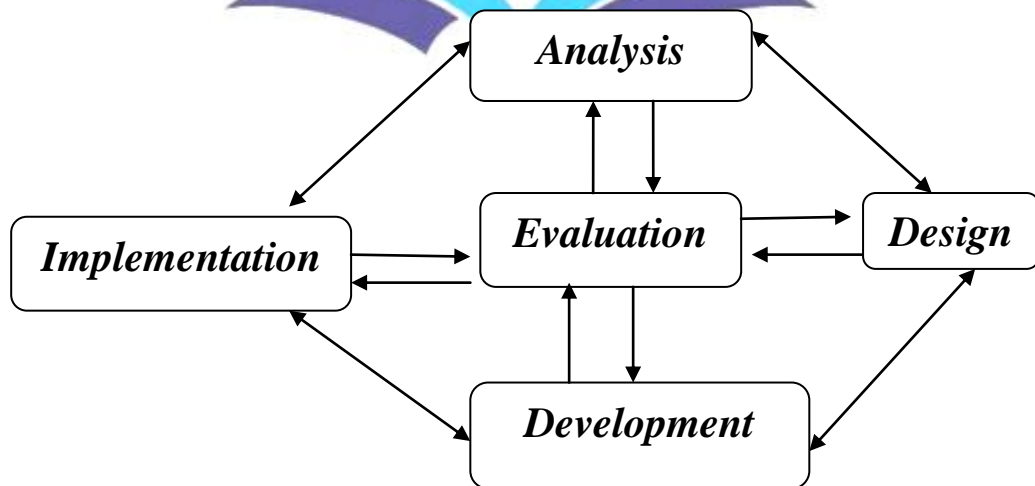 Analysis
Implementation
Evaluation
Design
Development